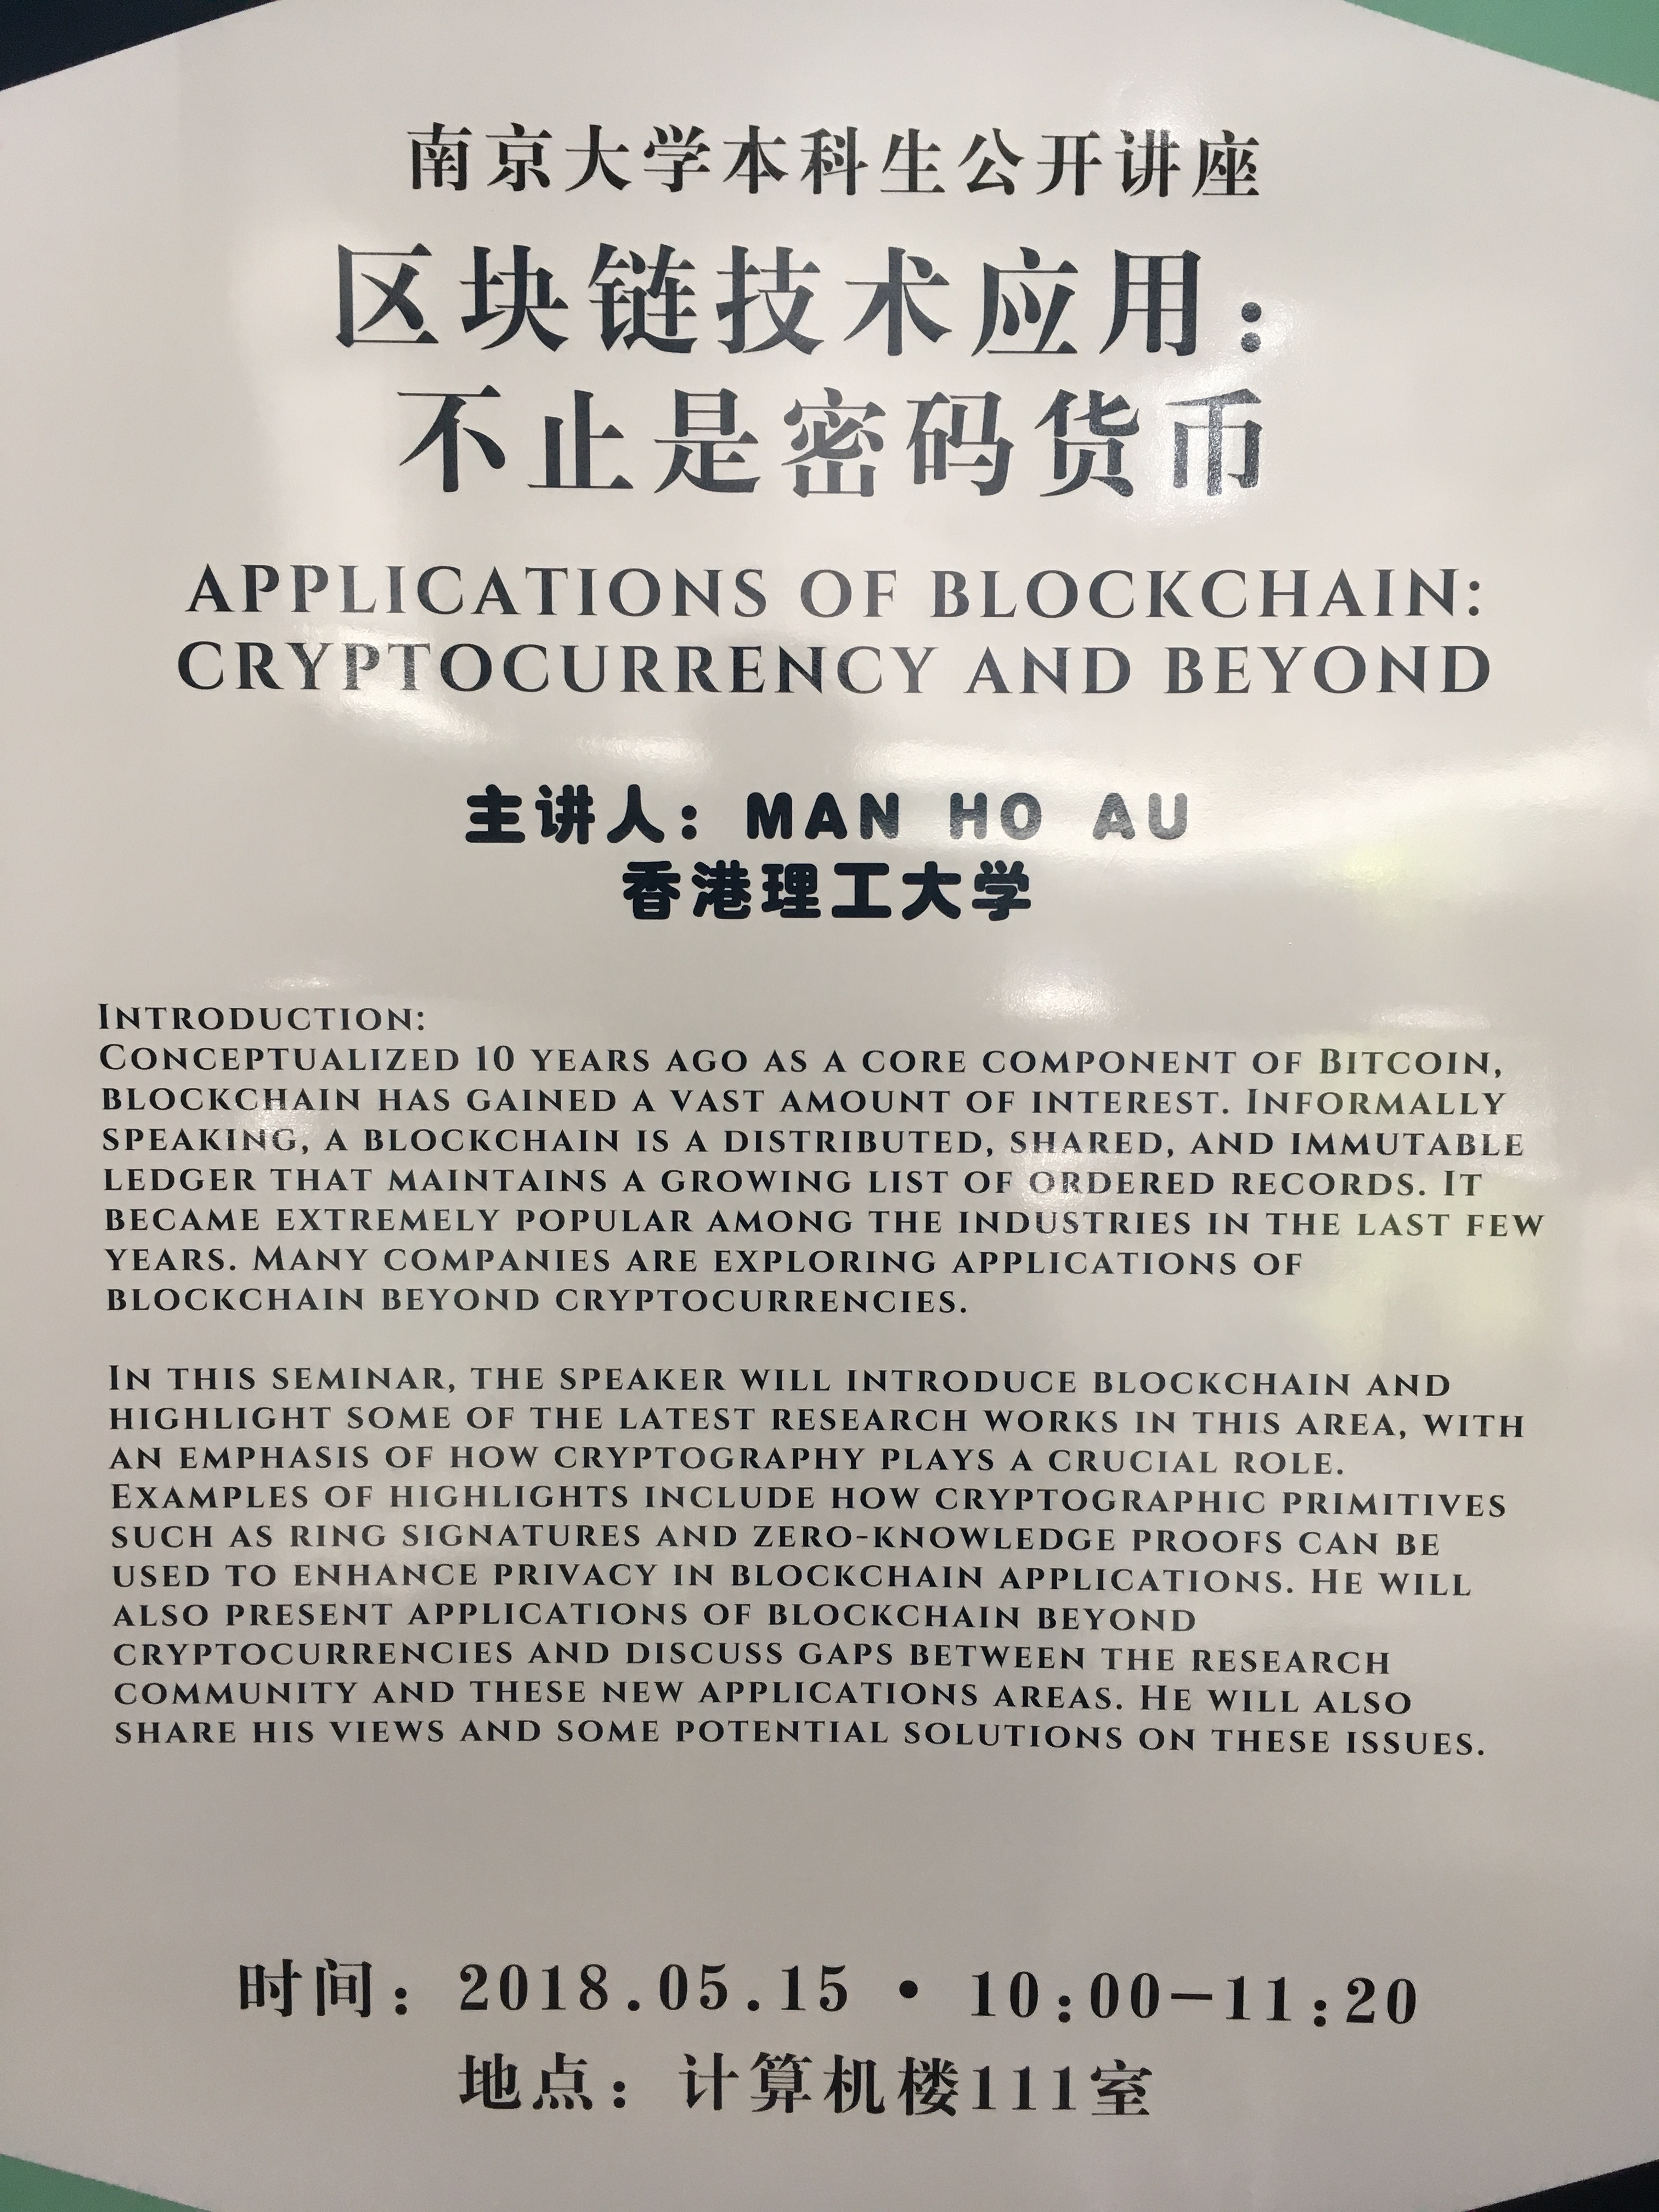 南京大学本科生公开讲座
区块链技术应用：
不止是密码货币
APPLICATIONS OF BLOCKCHAIN:
CRYPTOCURRENCY AND BEYOND
主讲人：MAN HO AU
香港理工大学
INTRODUCTION:
CONCEPTUALIZED 10 YEARS AGO AS A CORE COMPONENT OF BITCOIN,
BLOCKCHAIN HAS GAINED A VAST AMOUNT OF INTEREST. INFORMALLY
SPEAKING, A BLOCKCHAIN IS A DISTRIBUTED, SHARED, AND IMMUTABLE
LEDGER THAT MAINTAINS A GROWING LIST OF ORDERED RECORDS. IT
BECAME EXTREMELY POPULAR AMONG THE INDUSTRIES IN THE LAST FEW
YEARS. MANY COMPANIES ARE EXPLORING APPLICATIONS OF
BLOCKCHAIN BEYOND CRYPTOCURRENCIES.
IN THIS SEMINAR, THE SPEAKER WILL INTRODUCE BLOCKCHAIN AND
HIGHLIGHT SOME OF THE LATEST RESEARCH WORKS IN THIS AREA, WITH
AN EMPHASIS OF HOW CRYPTOGRAPHY PLAYS A CRUCIAL ROLE.
EXAMPLES OF HIGHLIGHTS INCLUDE HOW CRYPTOGRAPHIC PRIMITIVES
SUCH AS RING SIGNATURES AND ZERO-KNOWLEDGE PROOFS CAN BE
USED TO ENHANCE PRIVACY IN BLOCKCHAIN APPLICATIONS. HE WILL
ALSO PRESENT APPLICATIONS OF BLOCKCHAIN BEYOND
CRYPTOCURRENCIES AND DISCUSS GAPS BETWEEN THE RESEARCH
COMMUNITY AND THESE NEW APPLICATIONS AREAS. HE WILL ALSO
SHARE HIS VIEWS AND SOME POTENTIAL SOLUTIONS ON THESE ISSUES.
时间：2018.05.15 • 10:00—11:20
地点：计算机楼111室